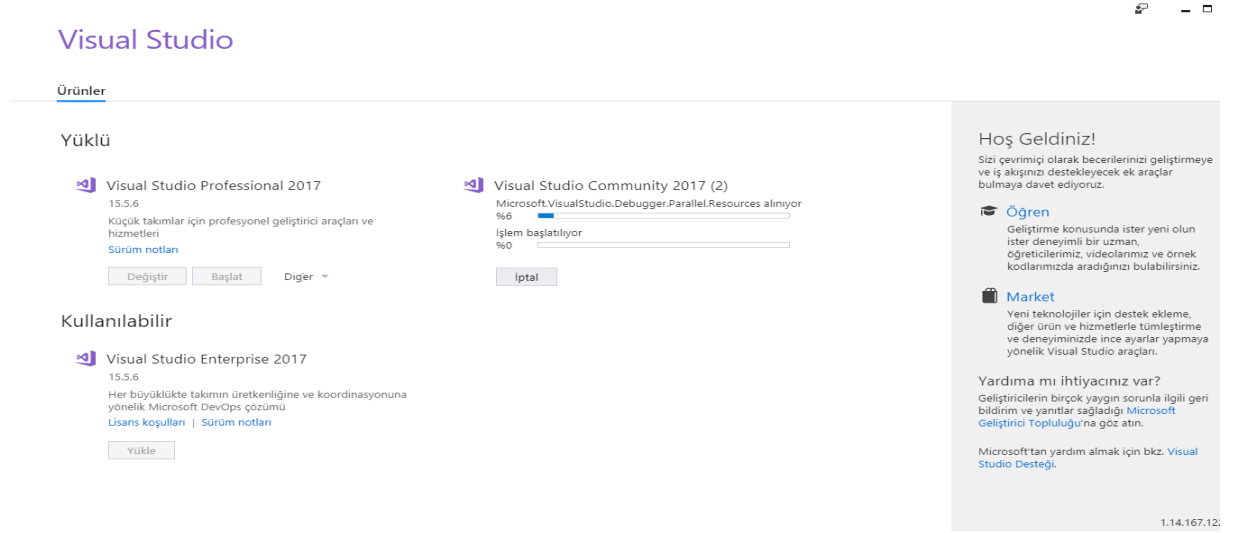 Visual Studio
Ürünler
Yüklü
Visual Studio Professional 2017
15.5.6
Küçük takımlar için profesyonel geliştirici araçları ve
hizmetleri
Sürüm notları
Değiştir
Başlat
Diğer
Visual Studio Community 2017 (2)
Microsoft.VisualStudio.Debugger.Parallel.Resources alınıyor
%6
İşlem başlatılıyor
%0
İptal
Kullanılabilir
Visual Studio Enterprise 2017
15.5.6
Her büyüklükte takımın üretkenliğine ve koordinasyonuna
yönelik Microsoft DevOps çözümü
Lisans koşulları | Sürüm notları
Yükle
Hoş Geldiniz!
Sizi çevrimiçi olarak becerilerinizi geliştirmeye
ve iş akışınızı destekleyecek ek araçlar
bulmaya davet ediyoruz.
Öğren
Geliştirme konusunda ister yeni olun
ister deneyimli bir uzman,
öğreticilerimiz, videolarımız ve örnek
kodlarımızda aradığınızı bulabilirsiniz.
Market
Yeni teknolojiler için destek ekleme,
diğer ürün ve hizmetlerle tümleştirme
ve deneyiminizde ince ayarlar yapmaya
yönelik Visual Studio araçları.
Yardıma mı ihtiyacınız var?
Geliştiricilerin birçok yaygın sorunla ilgili geri
bildirim ve yanıtlar sağladığı Microsoft
Geliştirici Topluluğu'na göz atın.
Microsoft'tan yardım almak için bkz. Visual
Studio Desteği.
1.14.167.122